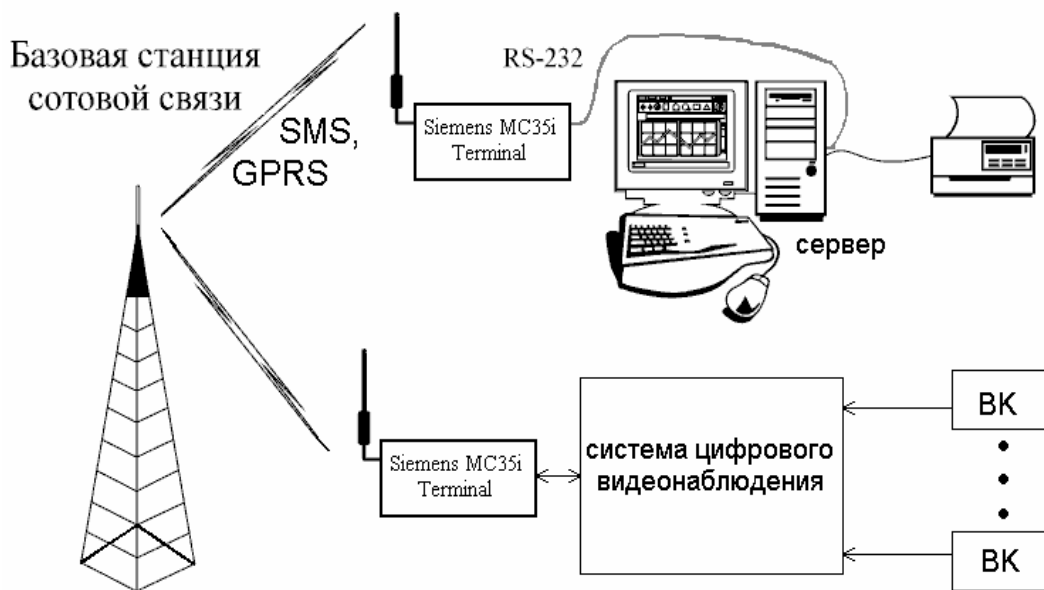 Базовая станция
сотовой связи
SMS,
GPRS
RS-232
Siemens MC35i
Terminal
сервер
Siemens MC35i
Terminal
система цифрового
видеонаблюдения
ВК
ВК